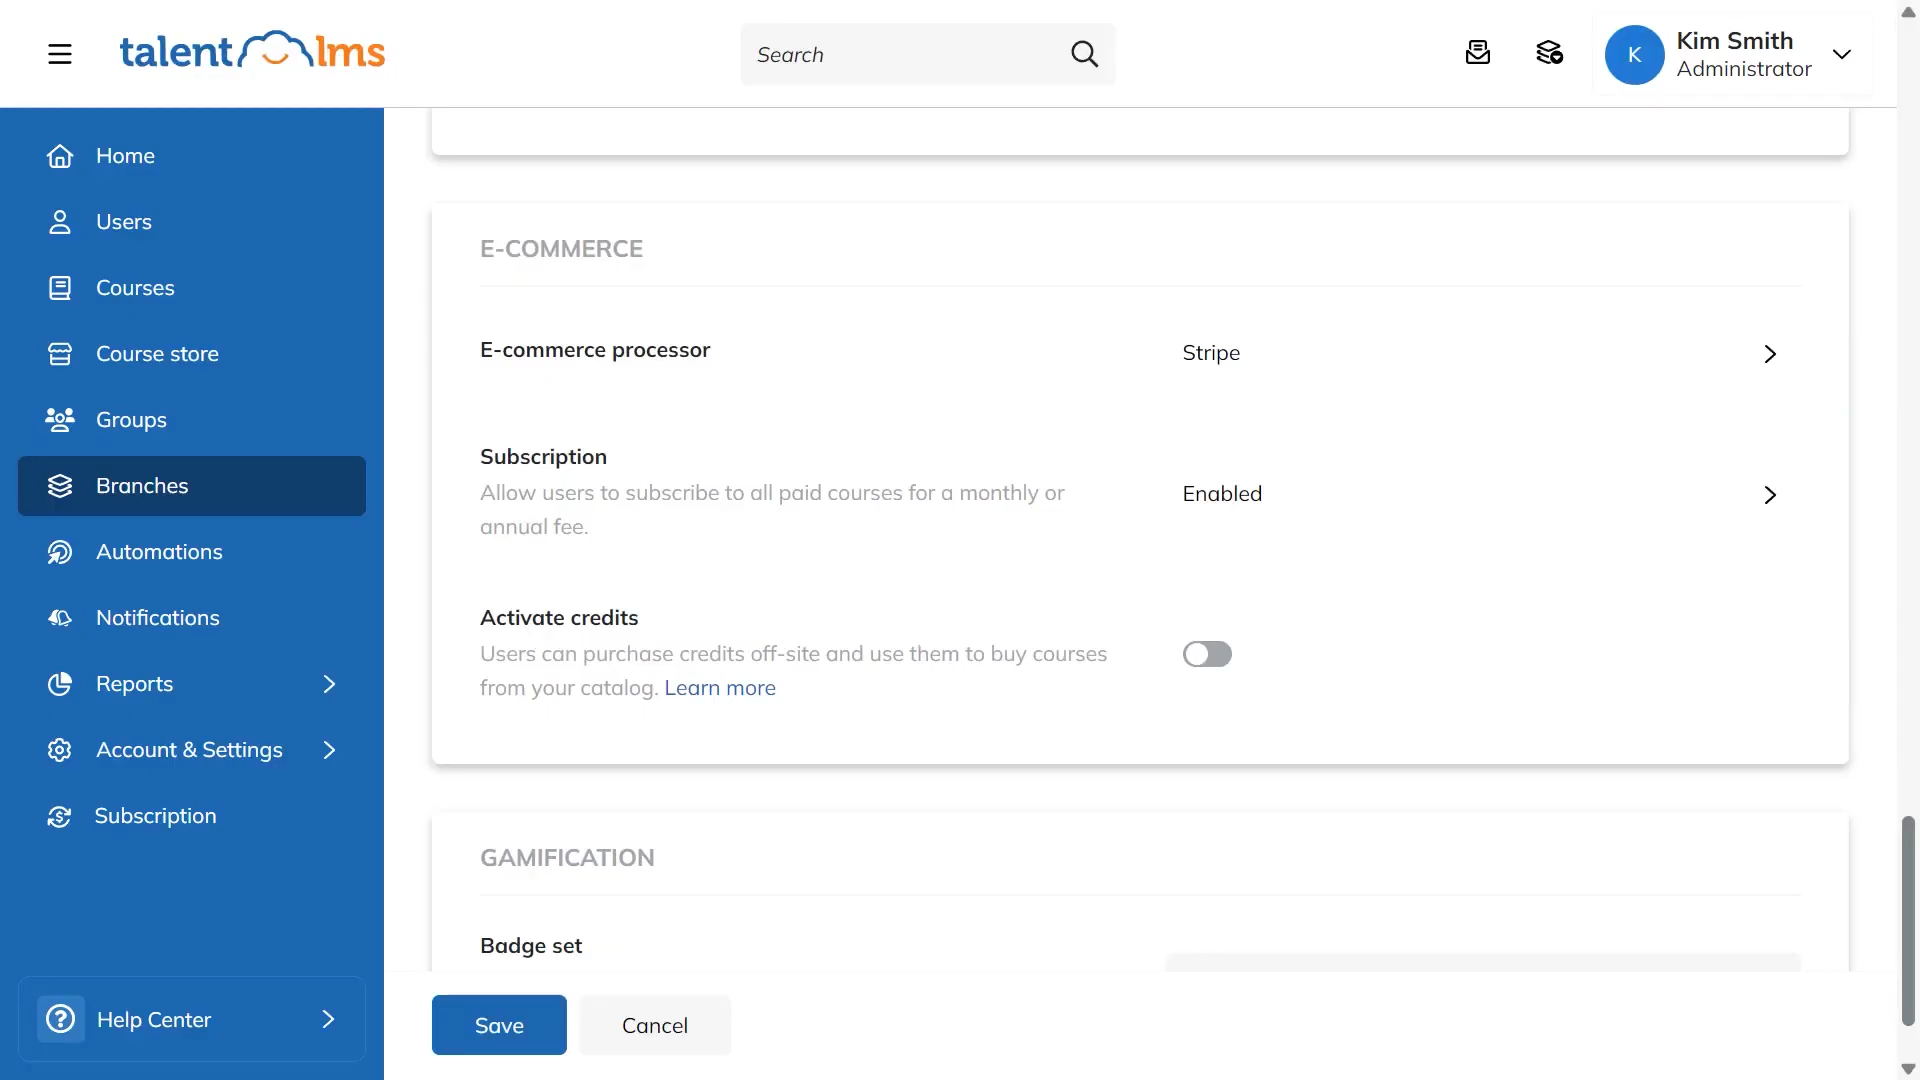 talentlms
Search
K
Kim Smith
Administrator
Home
Users
Courses
Course store
Groups
Branches
Automations
Notifications
Reports
Account & Settings
Subscription
Help Center
E-COMMERCE
E-commerce processor
Stripe
Subscription
Allow users to subscribe to all paid courses for a monthly or
annual fee.
Enabled
Activate credits
Users can purchase credits off-site and use them to buy courses
from your catalog. Learn more
GAMIFICATION
Badge set
Save
Cancel